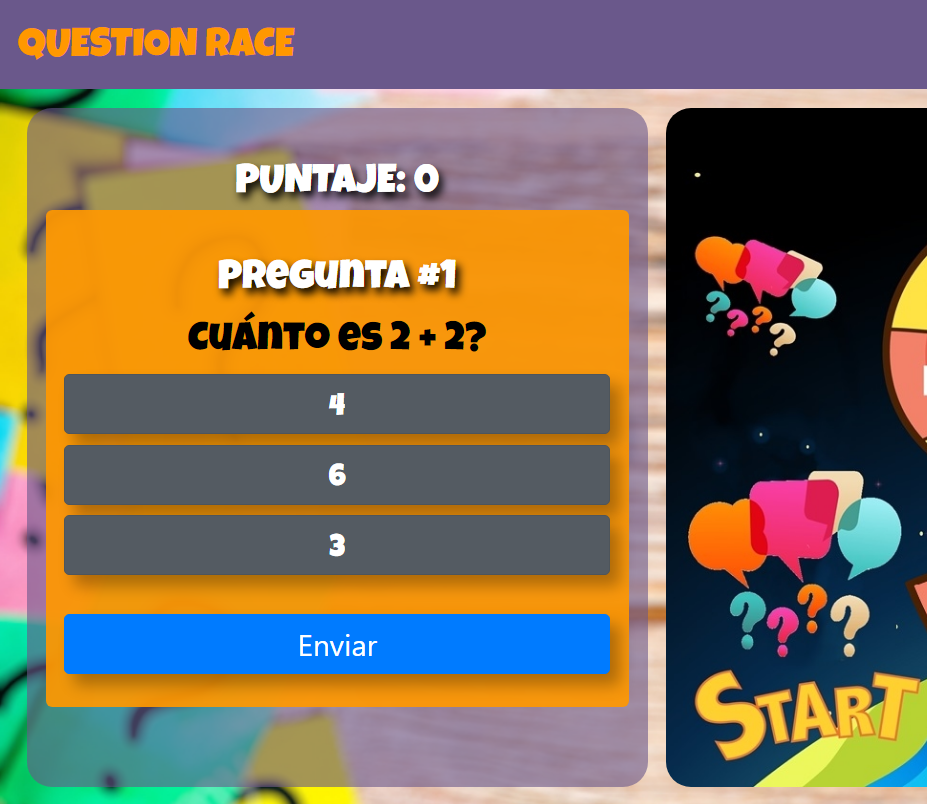 QUESTION RACE
PUNTAJE: 0
Pregunta #1
Cuánto es 2 + 2?
4
6
3
Enviar
START